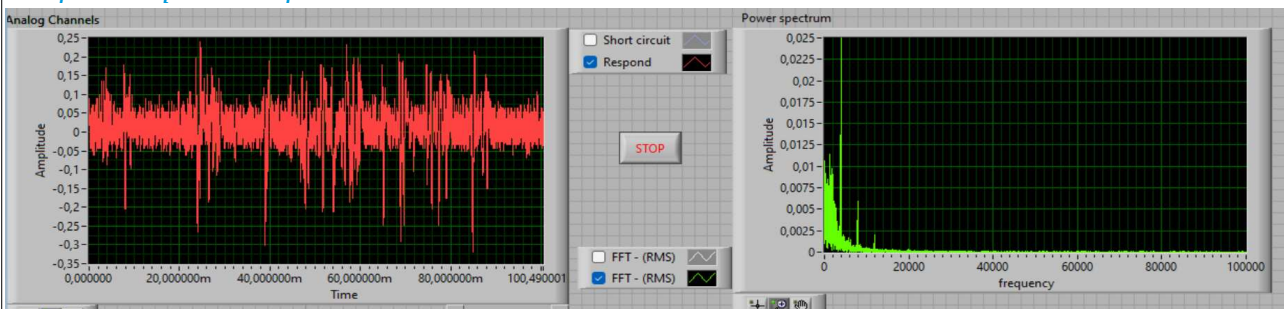 Analog Channels
0,25
0,2
0,15
0,1
0,05
0
-0,05
-0,1
-0,15
-0,2
-0,25
-0,3
-0,35
Amplitude
0,000000 20,000000m 40,000000m 60,000000m 80,000000m 100,490001
Time
Short circuit
Respond
STOP
FFT - (RMS)
FFT - (RMS)
Power spectrum
0,025
0,0225
0,02
0,0175
0,015
0,0125
0,01
0,0075
0,005
0,0025
0
Amplitude
0 20000 40000 60000 80000 100000
frequency